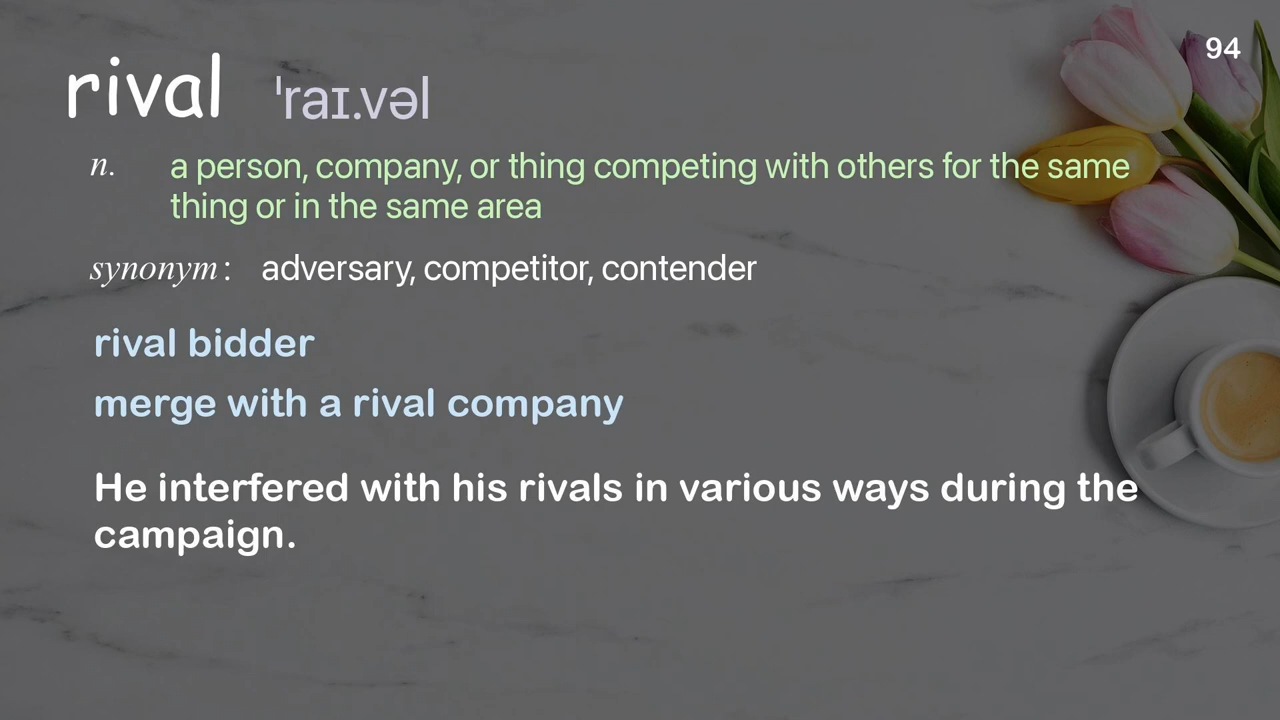 94
rival ˈraɪ.vəl
n. a person, company, or thing competing with others for the same
thing or in the same area
synonym: adversary, competitor, contender
rival bidder
merge with a rival company
He interfered with his rivals in various ways during the
campaign.